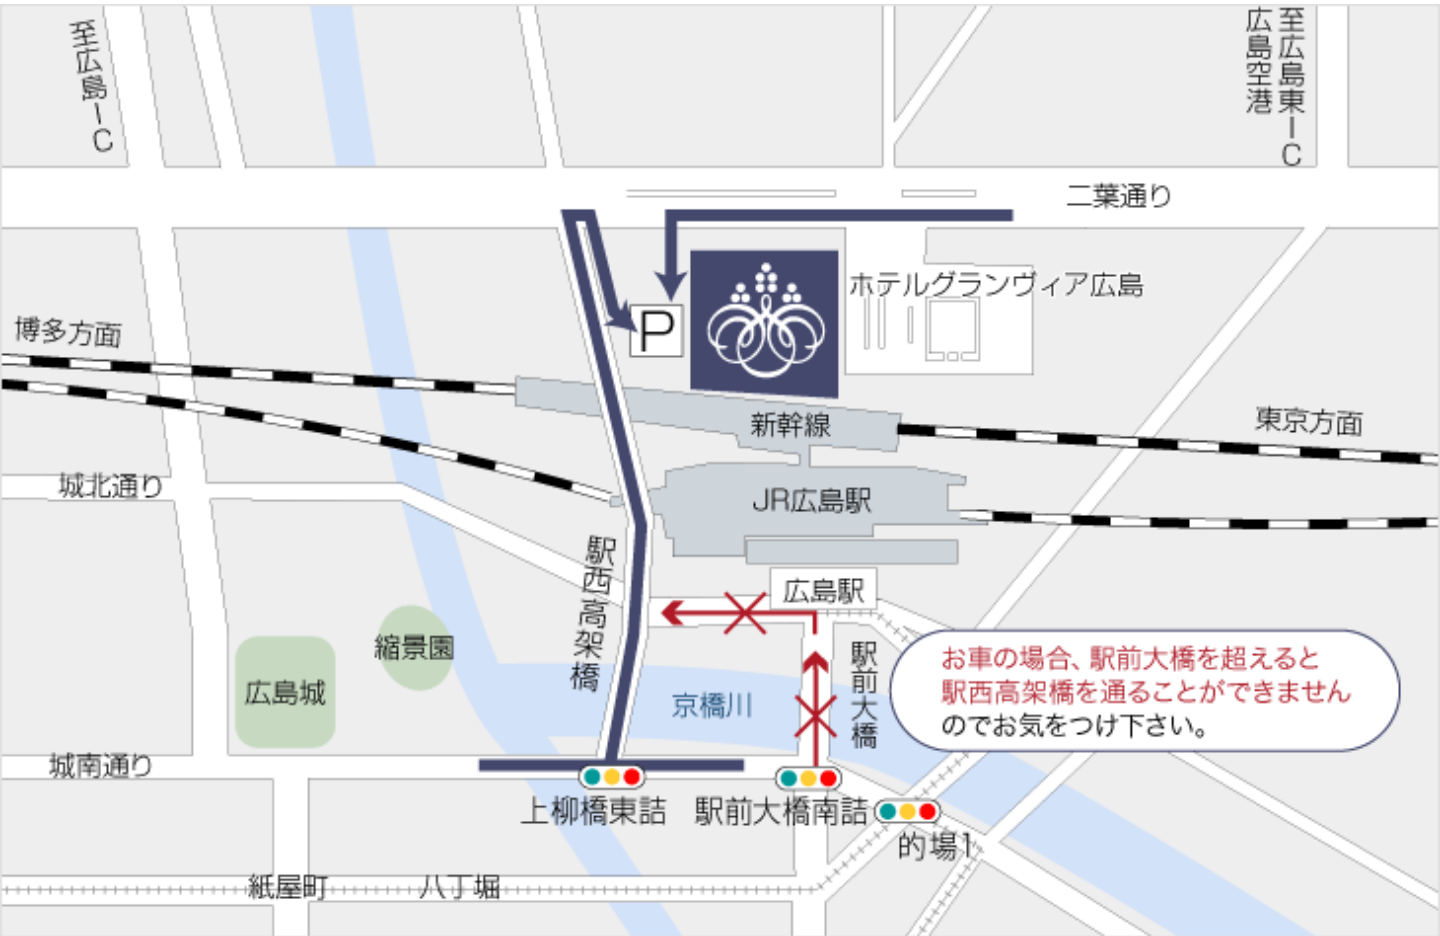 至広島IC
広島空港
至広島東IC
二葉通り
ホテルグランヴィア広島
P
博多方面
新幹線
東京方面
城北通り
JR広島駅
駅西高架橋
広島駅
縮景園
広島城
京橋川
駅前大橋
お車の場合、駅前大橋を超えると
駅西高架橋を通ることができません
のでお気をつけ下さい。
城南通り
上柳橋東詰
駅前大橋南詰
的場1
紙屋町
八丁堀